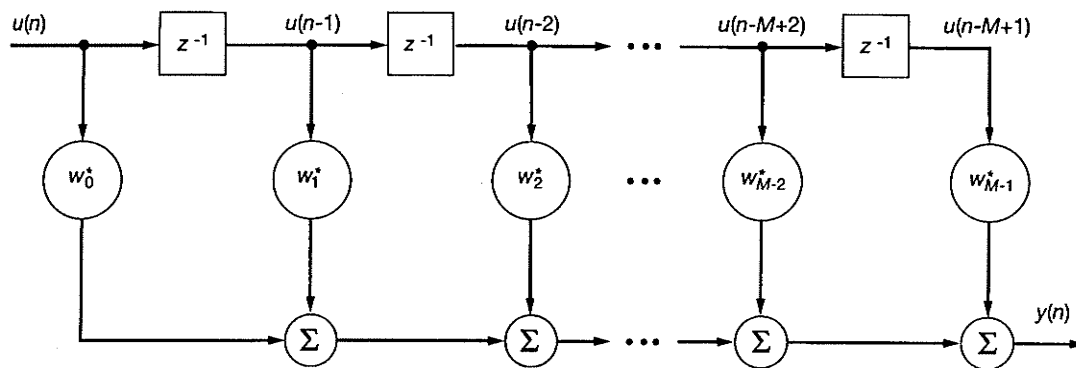 u(n) u(n-1) u(n-2) u(n-M+2) u(n-M+1)
z⁻¹ z⁻¹ ••• z⁻¹
w₀* w₁* w₂* ••• w*M-2 w*M-1
y(n)
Σ Σ ••• Σ Σ